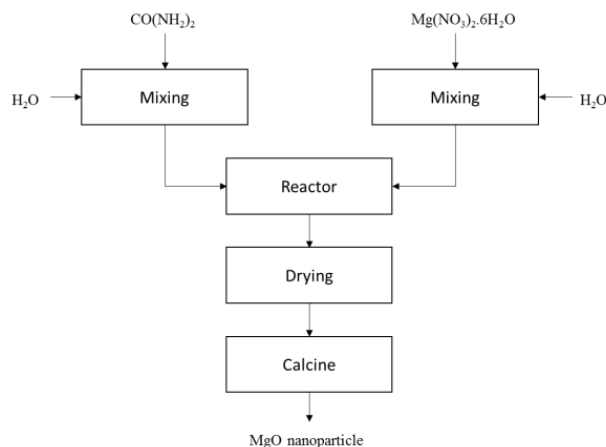 CO(NH₂)₂
Mg(NO₃)₂.6H₂O
H₂O
Mixing
Mixing
H₂O
Reactor
Drying
Calcine
MgO nanoparticle